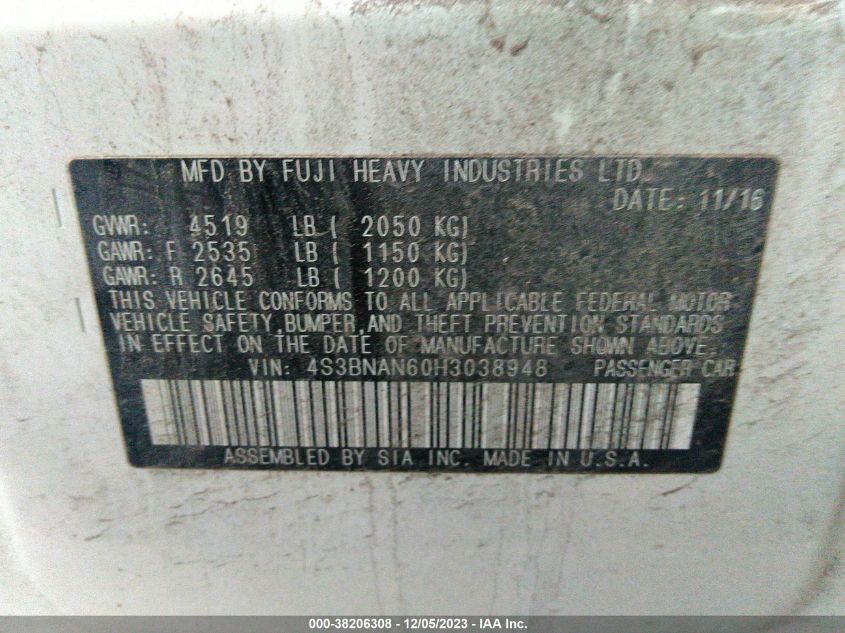 MFD BY FUJI HEAVY INDUSTRIES LTD.
DATE: 11/16
GVWR: 4519 LB ( 2050 KG)
GAWR: F 2535 LB ( 1150 KG)
GAWR: R 2645 LB ( 1200 KG)
THIS VEHICLE CONFORMS TO ALL APPLICABLE FEDERAL MOTOR
VEHICLE SAFETY,BUMPER,AND THEFT PREVENTION STANDARDS
IN EFFECT ON THE DATE OF MANUFACTURE SHOWN ABOVE.
VIN: 4S3BNAN60H3038948 PASSENGER CAR
ASSEMBLED BY SIA INC. MADE IN U.S.A.
000-38206308 - 12/05/2023 - IAA Inc.